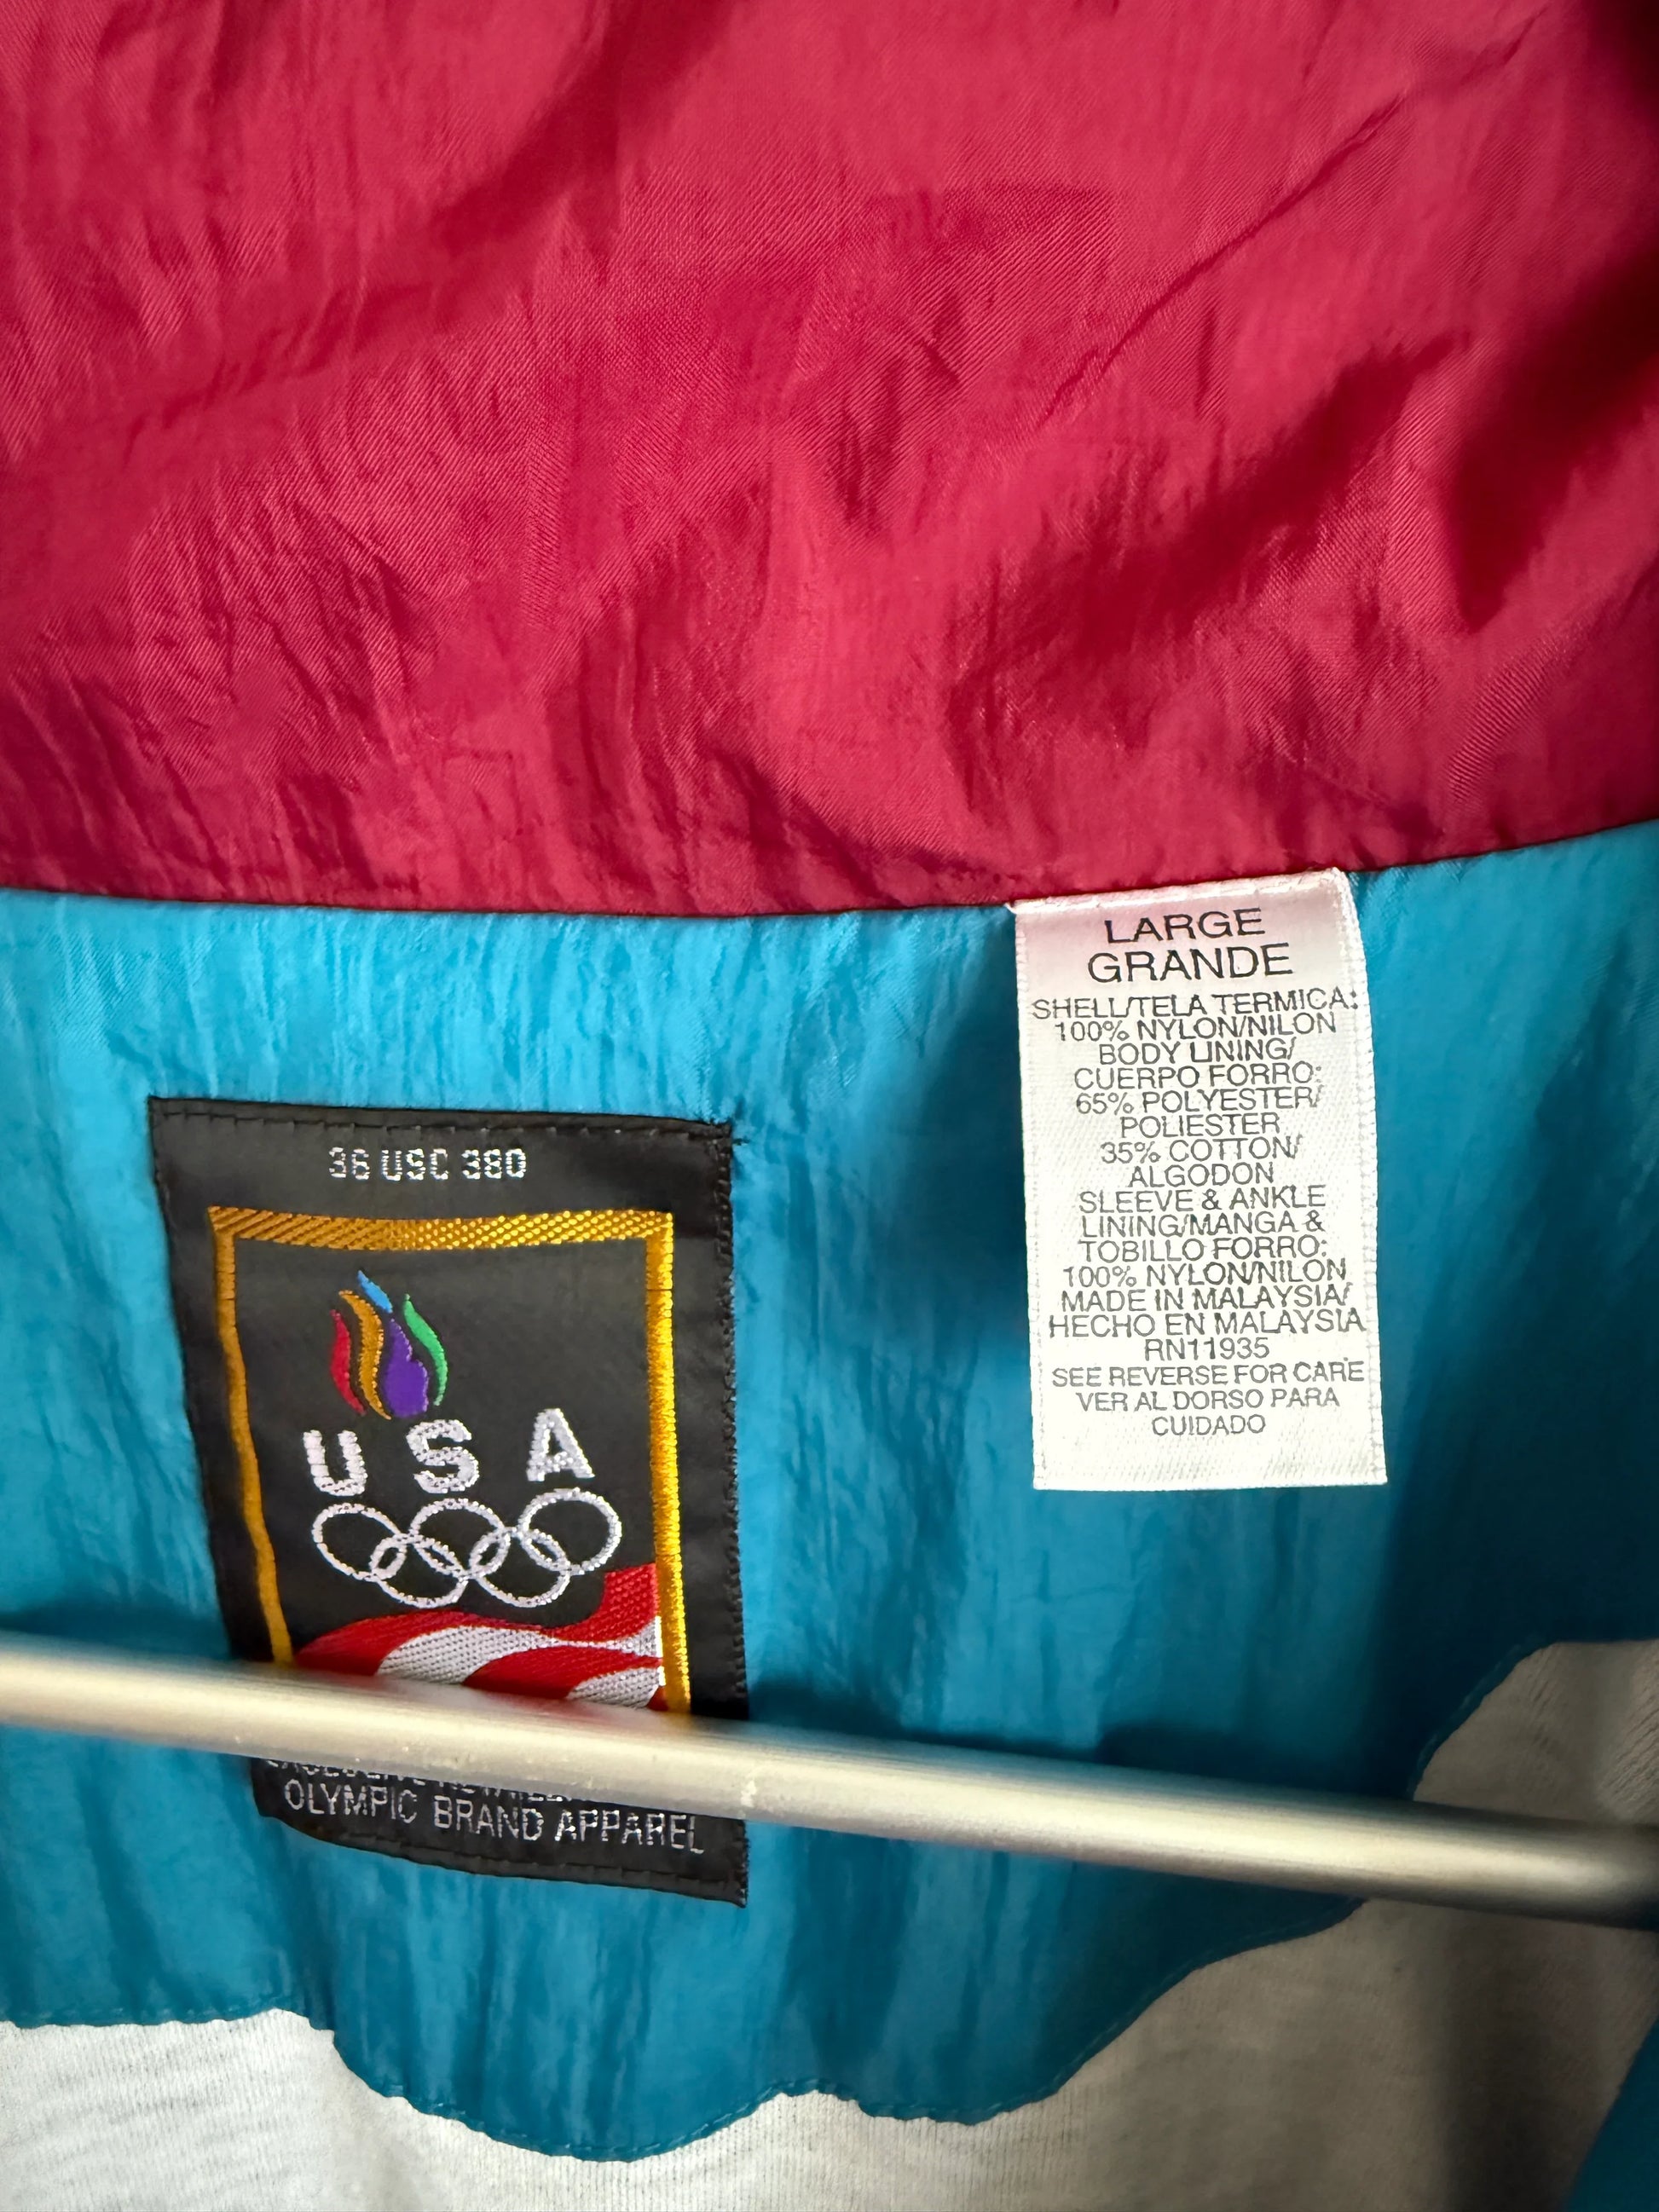 36 USC 380
USA
OLYMPIC BRAND APPAREL
LARGE
GRANDE
SHELL/TELA TERMICA:
100% NYLON/NILON
BODY LINING/
CUERPO FORRO:
65% POLYESTER/
POLIESTER
35% COTTON/
ALGODON
SLEEVE & ANKLE
LINING/MANGA &
TOBILLO FORRO:
100% NYLON/NILON
MADE IN MALAYSIA/
HECHO EN MALAYSIA
RN11935
SEE REVERSE FOR CARE
VER AL DORSO PARA
CUIDADO